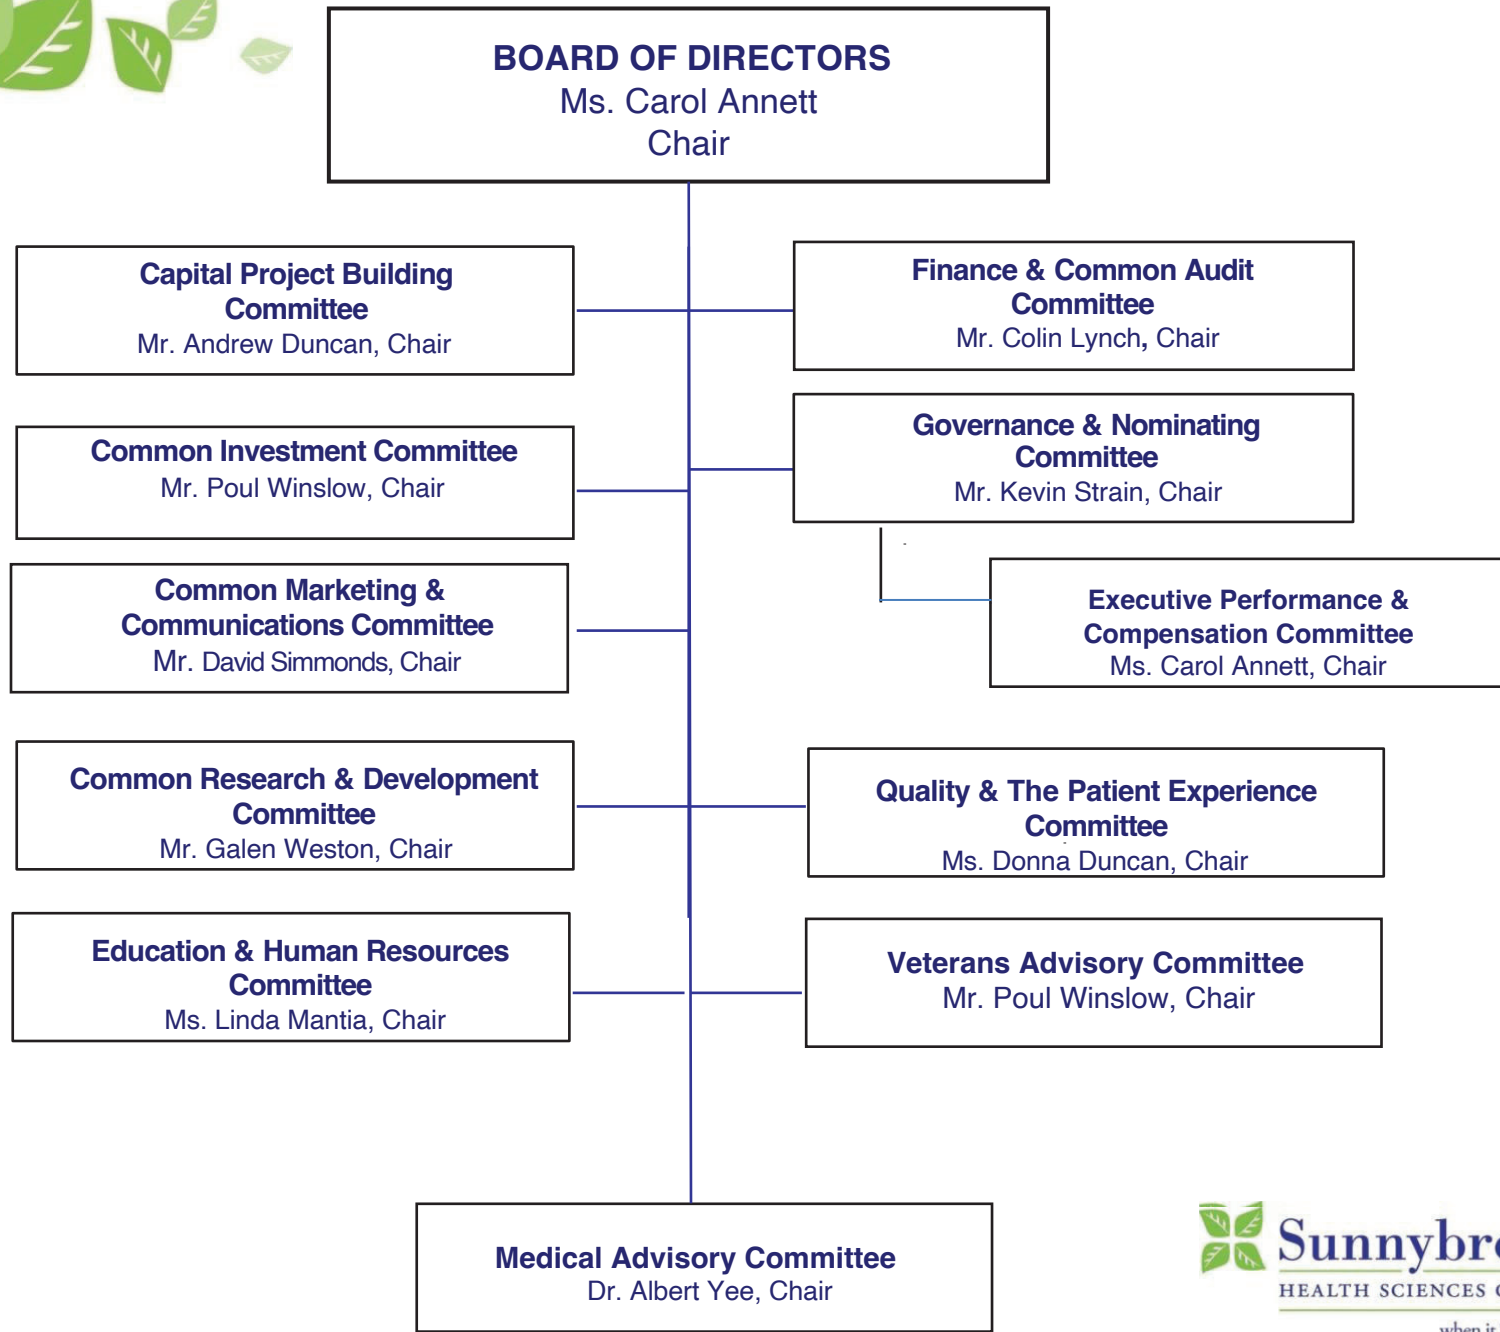 BOARD OF DIRECTORS
Ms. Carol Annett
Chair
Capital Project Building
Committee
Mr. Andrew Duncan, Chair
Finance & Common Audit
Committee
Mr. Colin Lynch, Chair
Common Investment Committee
Mr. Poul Winslow, Chair
Governance & Nominating
Committee
Mr. Kevin Strain, Chair
Common Marketing &
Communications Committee
Mr. David Simmonds, Chair
Executive Performance &
Compensation Committee
Ms. Carol Annett, Chair
Common Research & Development
Committee
Mr. Galen Weston, Chair
Quality & The Patient Experience
Committee
Ms. Donna Duncan, Chair
Education & Human Resources
Committee
Ms. Linda Mantia, Chair
Veterans Advisory Committee
Mr. Poul Winslow, Chair
Medical Advisory Committee
Dr. Albert Yee, Chair
HEALTH SCIENCES
when it